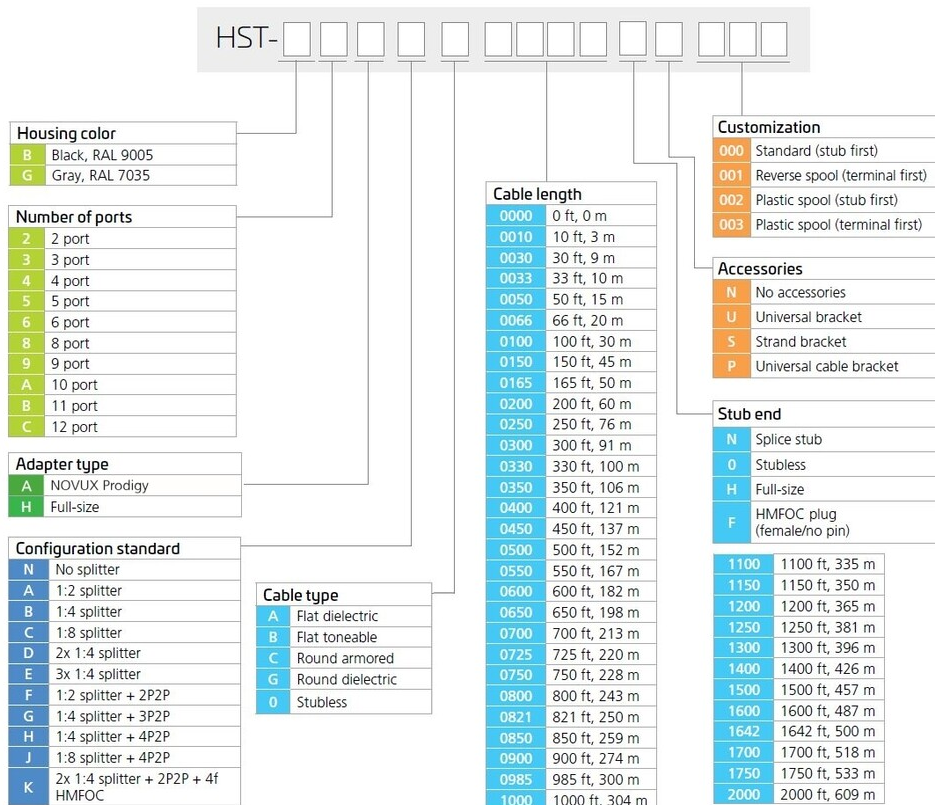 HST-
Housing color
B Black, RAL 9005
G Gray, RAL 7035
Number of ports
2 2 port
3 3 port
4 4 port
5 5 port
6 6 port
8 8 port
9 9 port
A 10 port
B 11 port
C 12 port
Adapter type
A NOVUX Prodigy
H Full-size
Configuration standard
N No splitter
A 1:2 splitter
B 1:4 splitter
C 1:8 splitter
D 2x 1:4 splitter
E 3x 1:4 splitter
F 1:2 splitter + 2P2P
G 1:4 splitter + 3P2P
H 1:4 splitter + 4P2P
J 1:8 splitter + 4P2P
K 2x 1:4 splitter + 2P2P + 4f
HMFOC
Cable type
A Flat dielectric
B Flat toneable
C Round armored
G Round dielectric
0 Stubless
Cable length
0000 0 ft, 0 m
0010 10 ft, 3 m
0030 30 ft, 9 m
0033 33 ft, 10 m
0050 50 ft, 15 m
0066 66 ft, 20 m
0100 100 ft, 30 m
0150 150 ft, 45 m
0165 165 ft, 50 m
0200 200 ft, 60 m
0250 250 ft, 76 m
0300 300 ft, 91 m
0330 330 ft, 100 m
0350 350 ft, 106 m
0400 400 ft, 121 m
0450 450 ft, 137 m
0500 500 ft, 152 m
0550 550 ft, 167 m
0600 600 ft, 182 m
0650 650 ft, 198 m
0700 700 ft, 213 m
0725 725 ft, 220 m
0750 750 ft, 228 m
0800 800 ft, 243 m
0821 821 ft, 250 m
0850 850 ft, 259 m
0900 900 ft, 274 m
0985 985 ft, 300 m
1000 1000 ft, 304 m
Customization
000 Standard (stub first)
001 Reverse spool (terminal first)
002 Plastic spool (stub first)
003 Plastic spool (terminal first)
Accessories
N No accessories
U Universal bracket
S Strand bracket
P Universal cable bracket
Stub end
N Splice stub
0 Stubless
H Full-size
F HMFOC plug
(female/no pin)
1100 1100 ft, 335 m
1150 1150 ft, 350 m
1200 1200 ft, 365 m
1250 1250 ft, 381 m
1300 1300 ft, 396 m
1400 1400 ft, 426 m
1500 1500 ft, 457 m
1600 1600 ft, 487 m
1642 1642 ft, 500 m
1700 1700 ft, 518 m
1750 1750 ft, 533 m
2000 2000 ft, 609 m